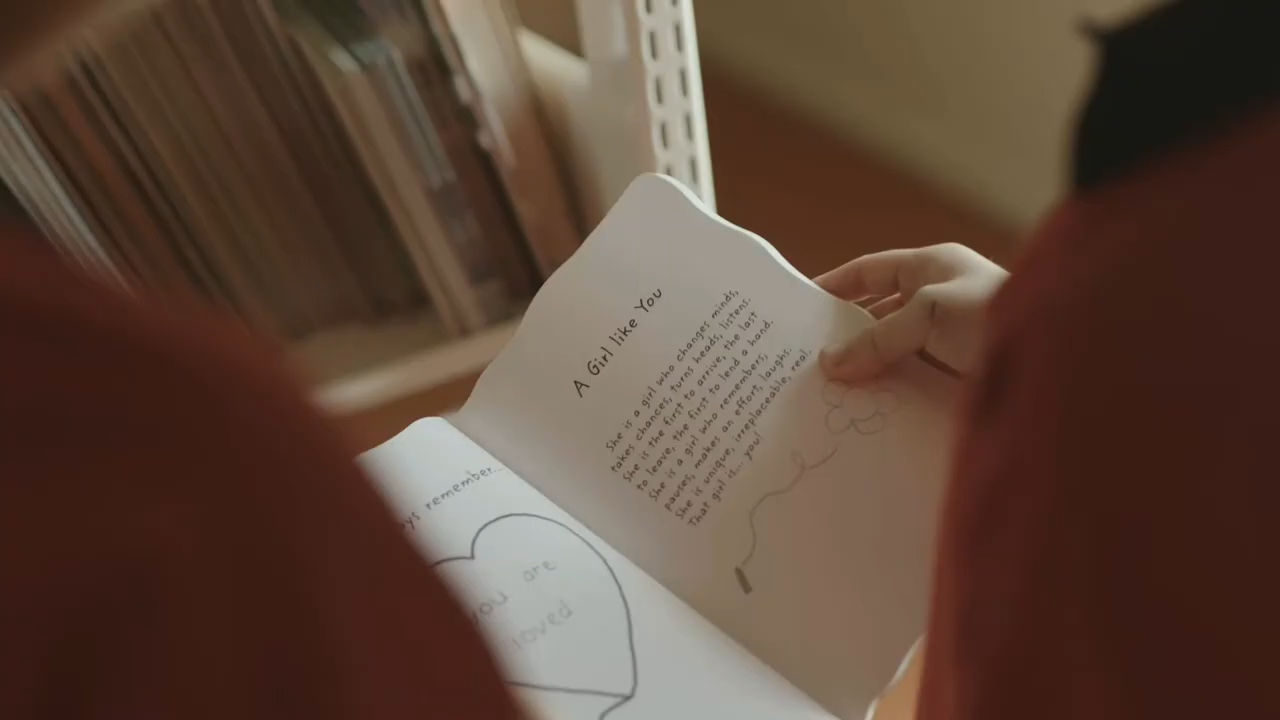 ys remember...
you are
loved
A Girl like You
She is a girl who changes minds,
takes chances, turns heads, listens.
She is the first to arrive, the last
to leave, the first to lend a hand.
She is a girl who remembers,
pauses, makes an effort, laughs.
She is unique, irreplaceable, real.
That girl is... you!